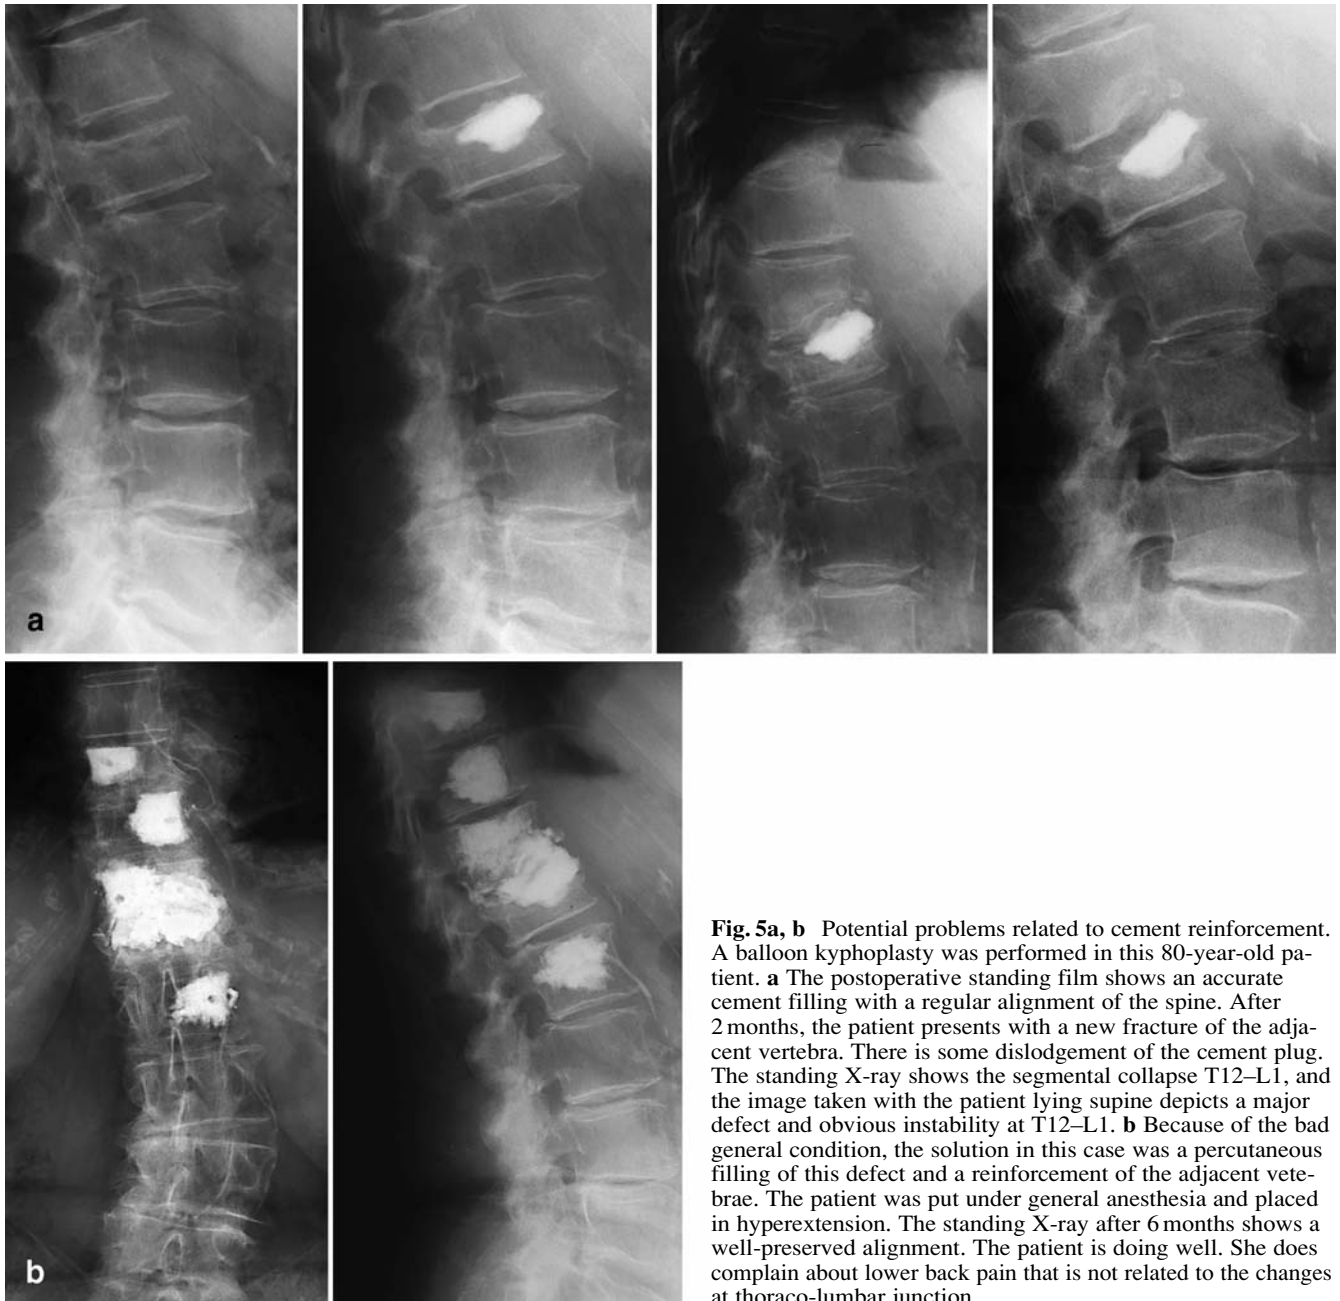 a
b
Fig. 5a, b Potential problems related to cement reinforcement.
A balloon kyphoplasty was performed in this 80-year-old pa-
tient. a The postoperative standing film shows an accurate
cement filling with a regular alignment of the spine. After
2 months, the patient presents with a new fracture of the adja-
cent vertebra. There is some dislodgement of the cement plug.
The standing X-ray shows the segmental collapse T12–L1, and
the image taken with the patient lying supine depicts a major
defect and obvious instability at T12–L1. b Because of the bad
general condition, the solution in this case was a percutaneous
filling of this defect and a reinforcement of the adjacent vete-
brae. The patient was put under general anesthesia and placed
in hyperextension. The standing X-ray after 6 months shows a
well-preserved alignment. The patient is doing well. She does
complain about lower back pain that is not related to the changes
at thoraco-lumbar junction